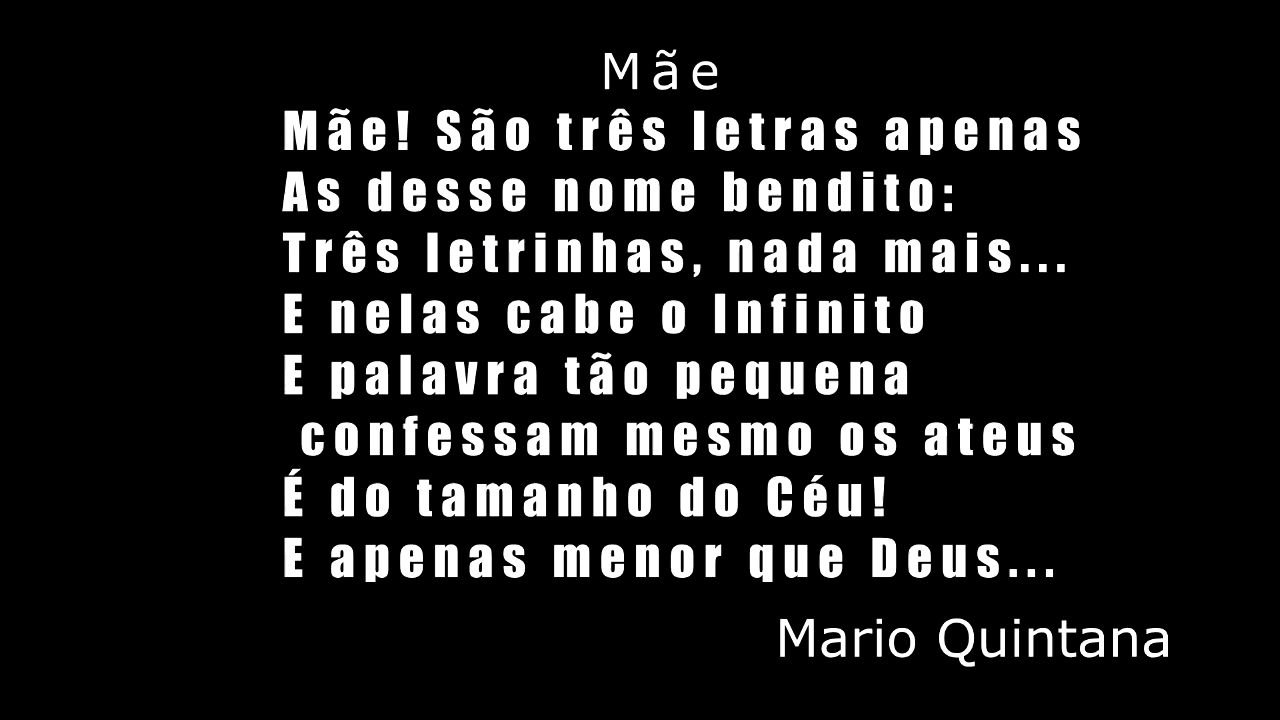 Mãe
Mãe! São três letras apenas
As desse nome bendito:
Três letrinhas, nada mais...
E nelas cabe o Infinito
E palavra tão pequena
confessam mesmo os ateus
É do tamanho do Céu!
E apenas menor que Deus...
Mario Quintana